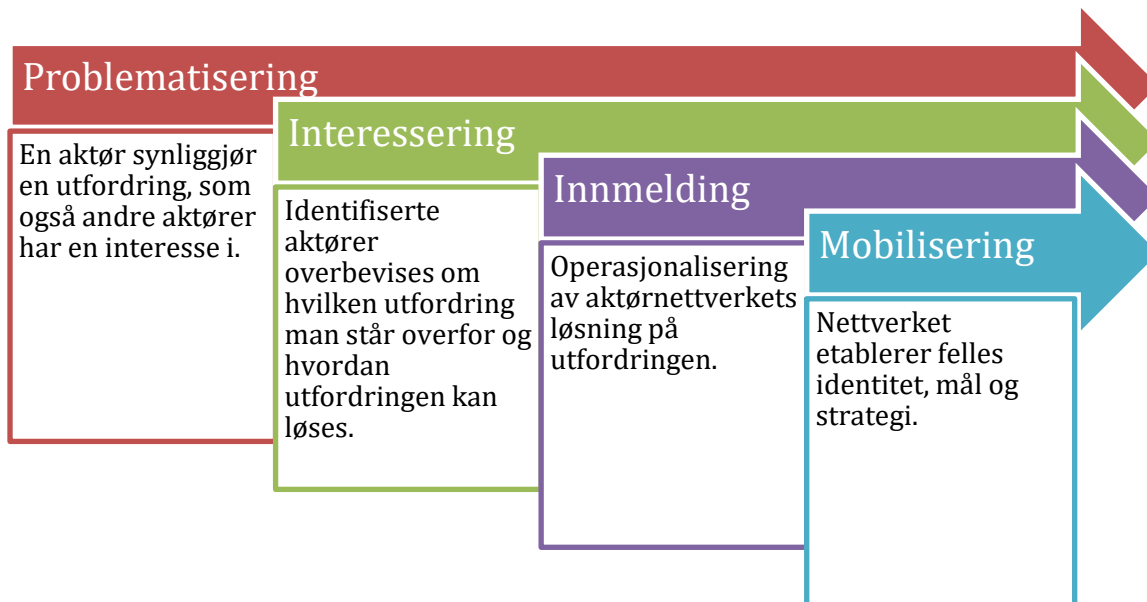 Problematisering
En aktør synliggjør
en utfordring, som
også andre aktører
har en interesse i.
Interessering
Identifiserte
aktører
overbevises om
hvilken utfordring
man står overfor og
hvordan
utfordringen kan
løses.
Innmelding
Operasjonalisering
av aktørnettverkets
løsning på
utfordringen.
Mobilisering
Nettverket
etablerer felles
identitet, mål og
strategi.